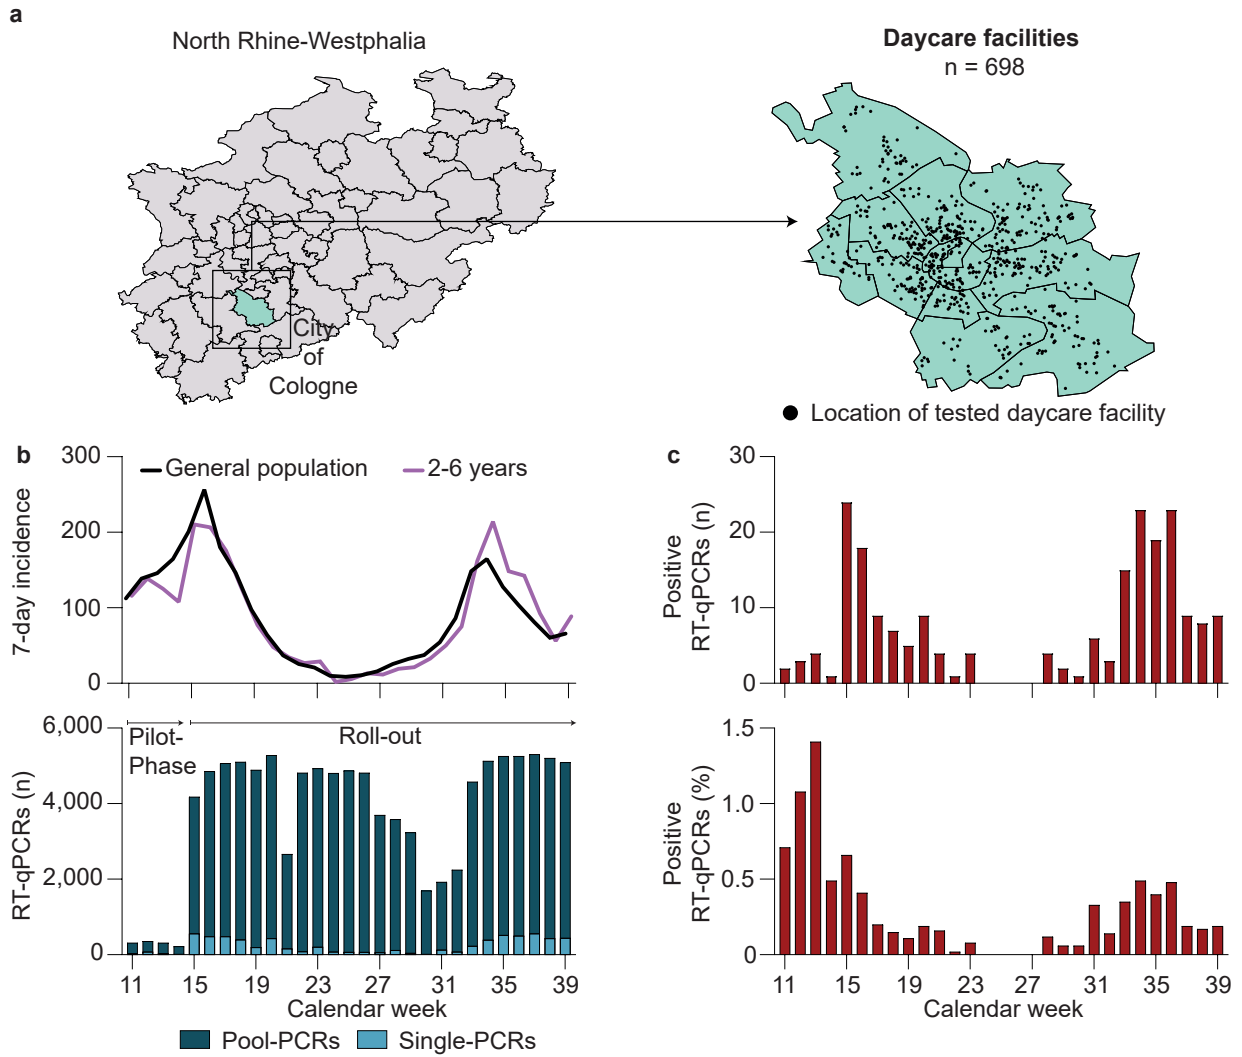 a
North Rhine-Westphalia
Daycare facilities
n = 698
City
of
Cologne
Location of tested daycare facility
b
General population
2-6 years
7-day incidence
300
200
100
0
Pilot-
Phase
Roll-out
RT-qPCRs (n)
6,000
4,000
2,000
0
11 15 19 23 27 31 35 39
Calendar week
Pool-PCRs
Single-PCRs
c
Positive
RT-qPCRs (n)
30
20
10
0
Positive
RT-qPCRs (%)
1.5
1.0
0.5
0
11 15 19 23 27 31 35 39
Calendar week